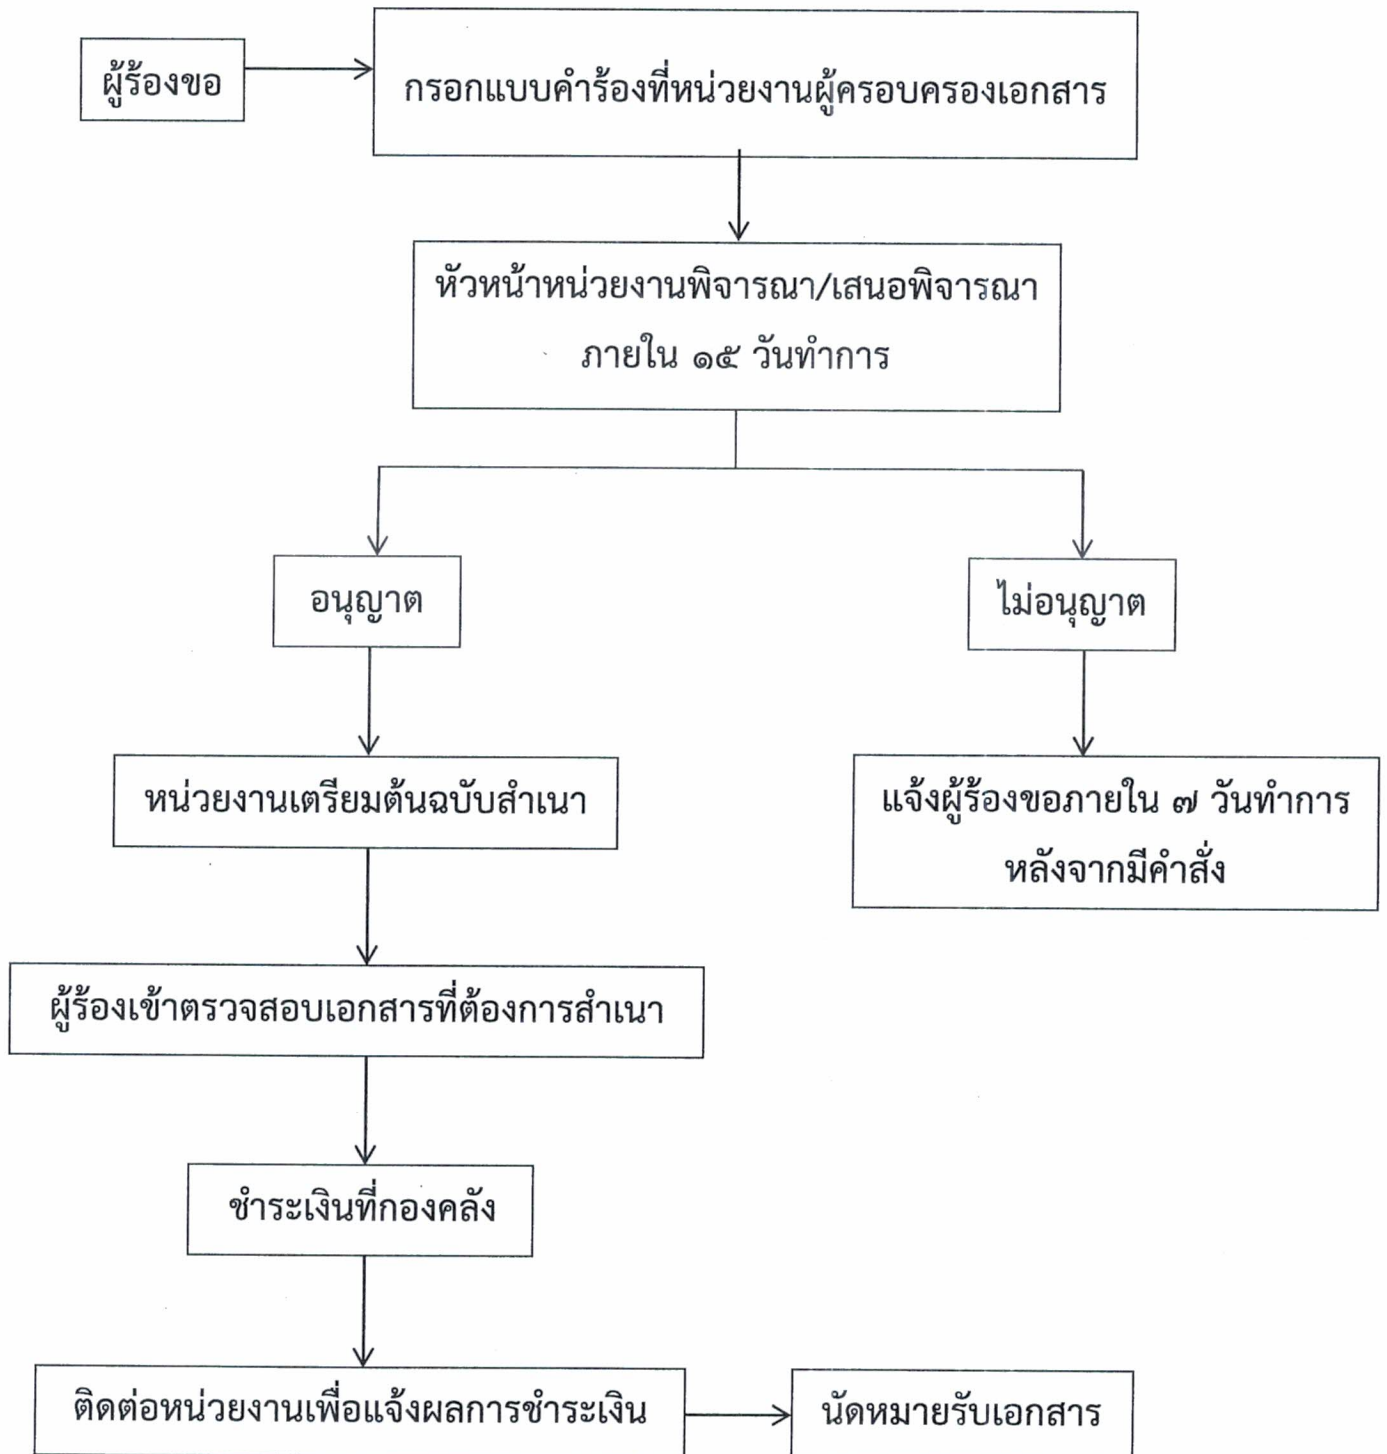 ผู้ร้องขอ
กรอกแบบคำร้องที่หน่วยงานผู้ครอบครองเอกสาร
หัวหน้าหน่วยงานพิจารณา/เสนอพิจารณา
ภายใน ๑๕ วันทำการ
อนุญาต
ไม่อนุญาต
หน่วยงานเตรียมต้นฉบับสำเนา
แจ้งผู้ร้องขอภายใน ๗ วันทำการ
หลังจากมีคำสั่ง
ผู้ร้องเข้าตรวจสอบเอกสารที่ต้องการสำเนา
ชำระเงินที่กองคลัง
ติดต่อหน่วยงานเพื่อแจ้งผลการชำระเงิน
นัดหมายรับเอกสาร